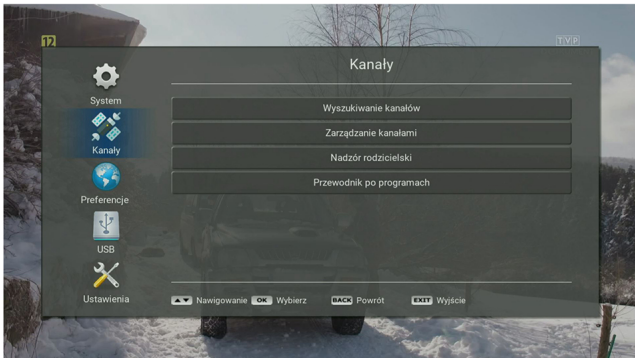 12
TVP
Kanały
System
Kanały
Preferencje
USB
Ustawienia
Wyszukiwanie kanałów
Zarządzanie kanałami
Nadzór rodzicielski
Przewodnik po programach
Nawigowanie OK Wybierz BACK Powrót EXIT Wyjście